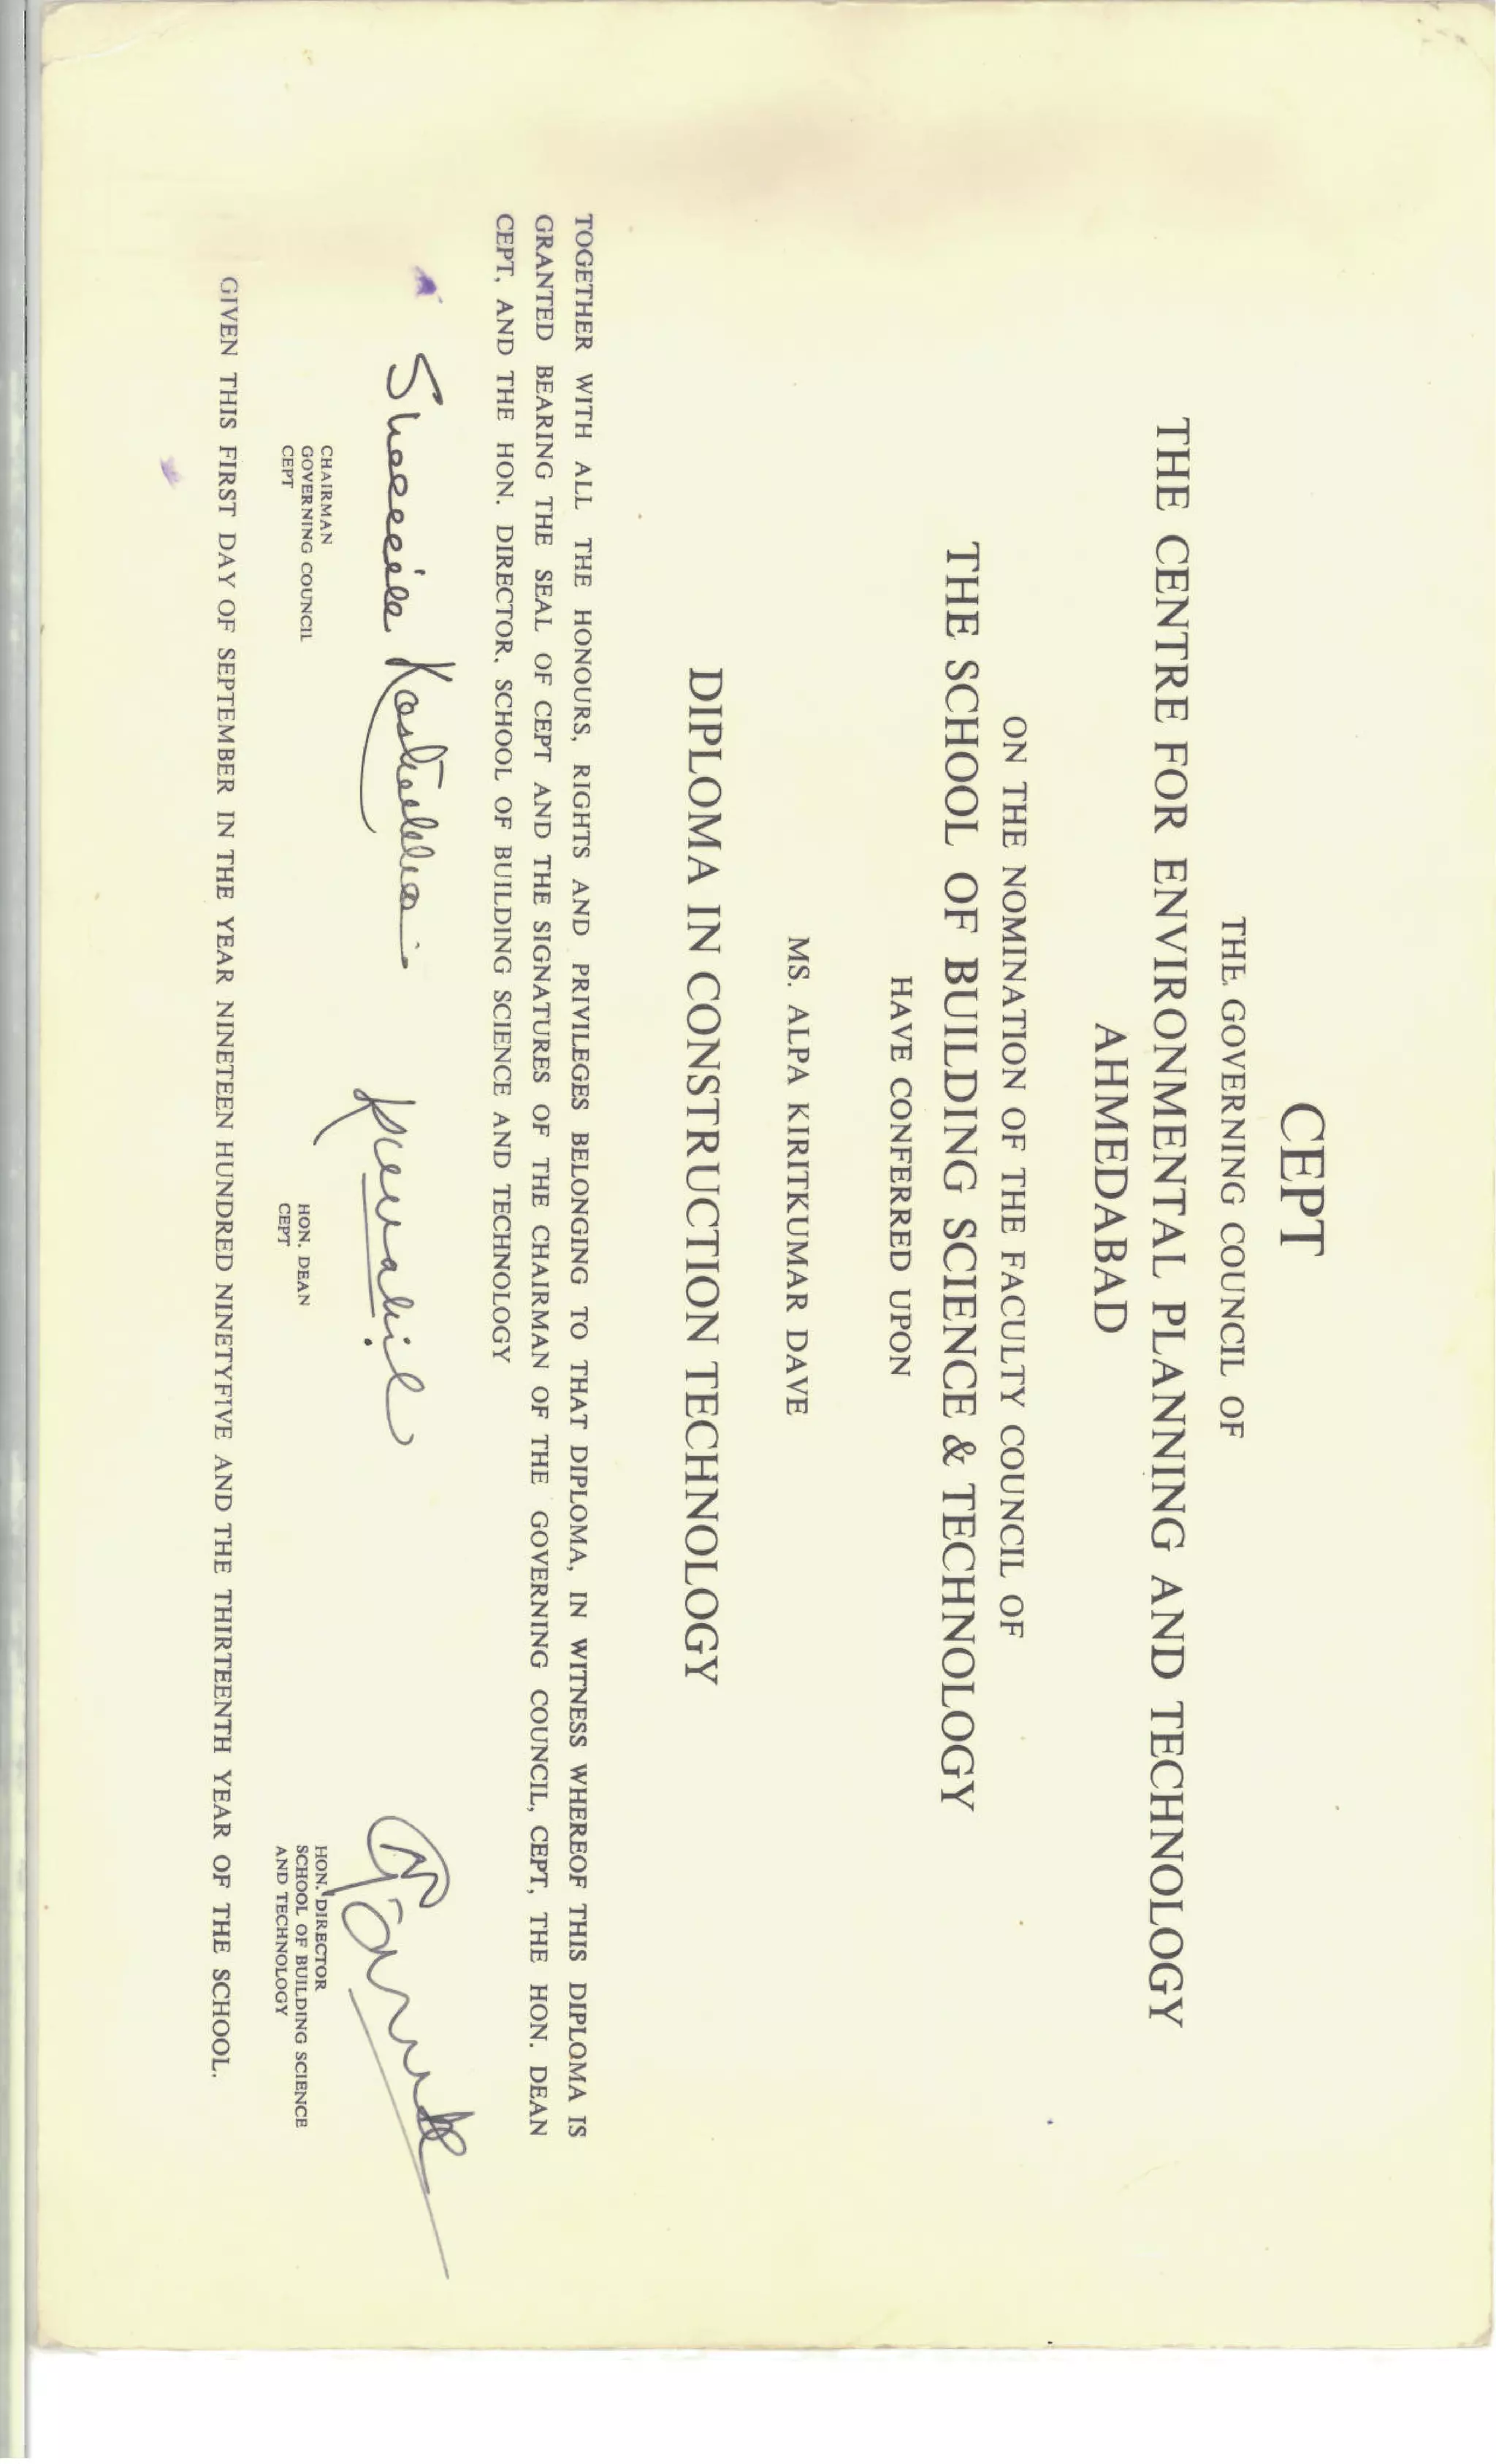 CEPT
THE GOVERNING COUNCIL OF
THE CENTRE FOR ENVIRONMENTAL PLANNING AND TECHNOLOGY
AHMEDABAD
ON THE NOMINATION OF THE FACULTY COUNCIL OF
THE SCHOOL OF BUILDING SCIENCE & TECHNOLOGY
HAVE CONFERRED UPON
MS. ALPA KIRITKUMAR DAVE
DIPLOMA IN CONSTRUCTION TECHNOLOGY
TOGETHER WITH ALL THE HONOURS, RIGHTS AND PRIVILEGES BELONGING TO THAT DIPLOMA, IN WITNESS WHEREOF THIS DIPLOMA IS
GRANTED BEARING THE SEAL OF CEPT AND THE SIGNATURES OF THE CHAIRMAN OF THE GOVERNING COUNCIL, CEPT, THE HON. DEAN
CEPT, AND THE HON. DIRECTOR, SCHOOL OF BUILDING SCIENCE AND TECHNOLOGY
CHAIRMAN
GOVERNING COUNCIL
CEPT
HON. DEAN
CEPT
HON. DIRECTOR
SCHOOL OF BUILDING SCIENCE
AND TECHNOLOGY
GIVEN THIS FIRST DAY OF SEPTEMBER IN THE YEAR NINETEEN HUNDRED NINETYFIVE AND THE THIRTEENTH YEAR OF THE SCHOOL.